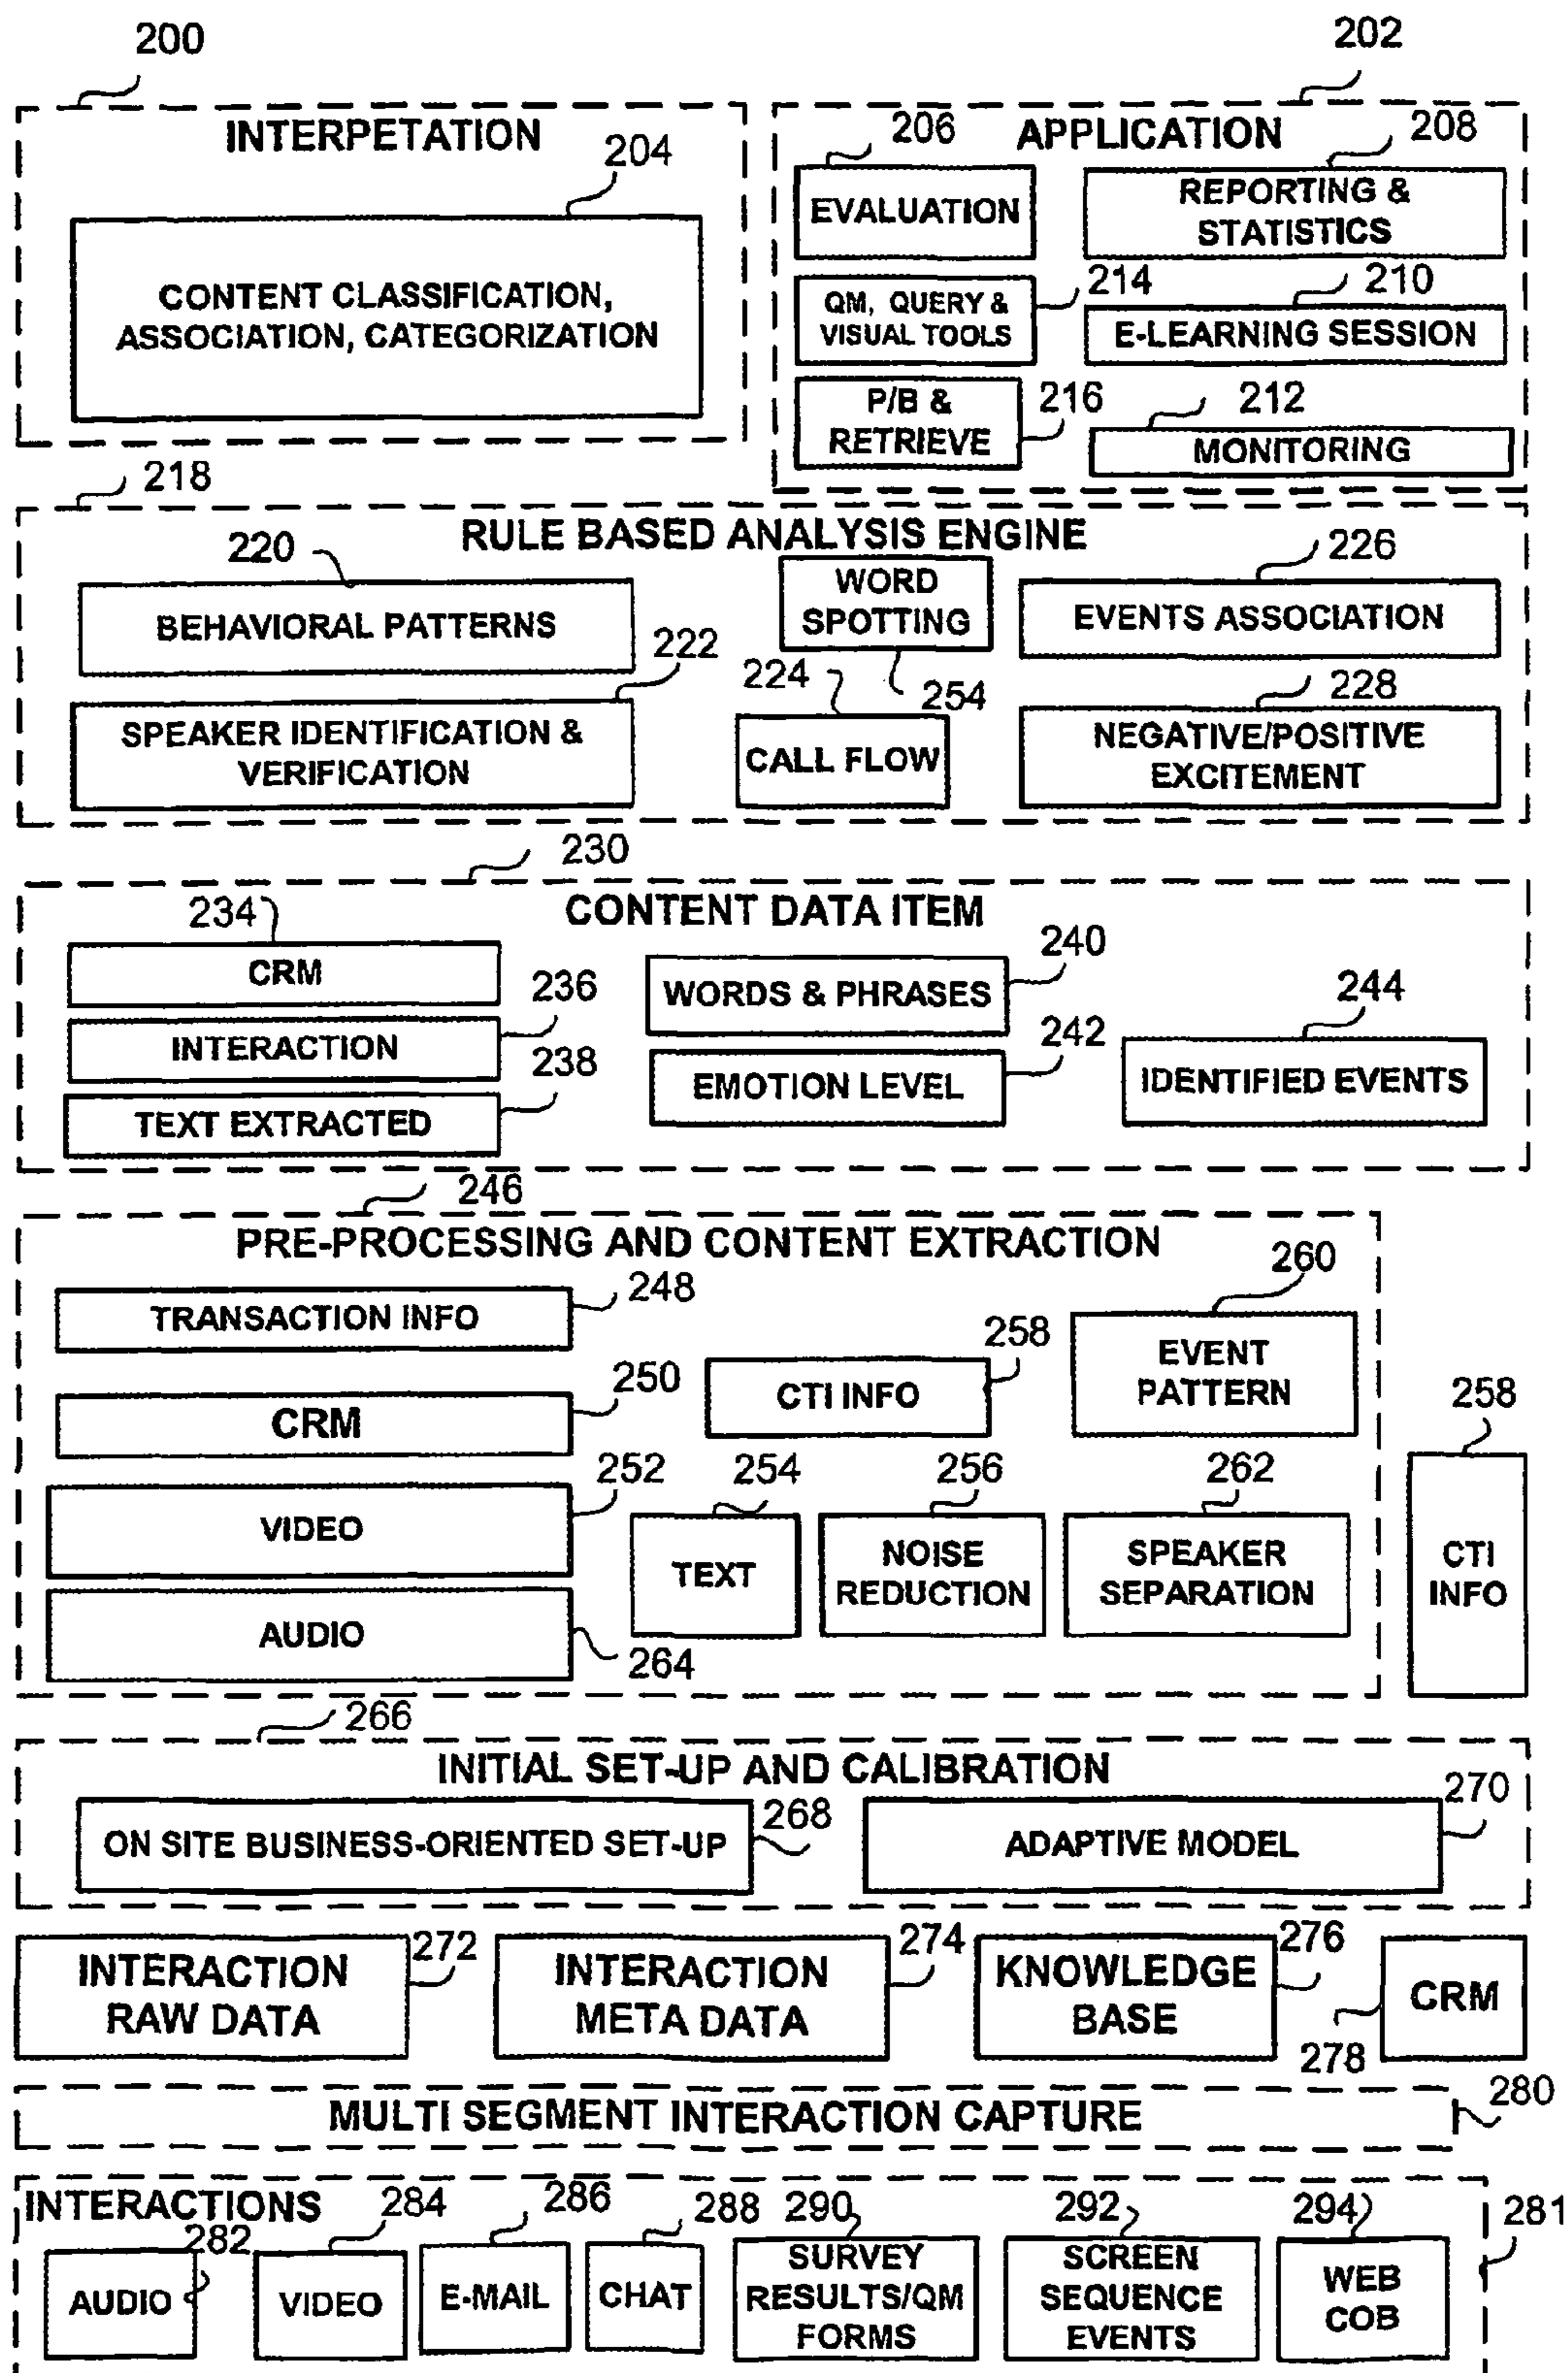 200
202
INTERPETATION
204
CONTENT CLASSIFICATION,
ASSOCIATION, CATEGORIZATION
206
APPLICATION
208
EVALUATION
REPORTING &
STATISTICS
QM, QUERY &
VISUAL TOOLS
214
210
E-LEARNING SESSION
P/B &
RETRIEVE
216
212
MONITORING
218
RULE BASED ANALYSIS ENGINE
220
BEHAVIORAL PATTERNS
WORD
SPOTTING
226
EVENTS ASSOCIATION
222
224
254
228
SPEAKER IDENTIFICATION &
VERIFICATION
CALL FLOW
NEGATIVE/POSITIVE
EXCITEMENT
230
CONTENT DATA ITEM
234
CRM
236
INTERACTION
238
TEXT EXTRACTED
240
WORDS & PHRASES
242
EMOTION LEVEL
244
IDENTIFIED EVENTS
246
PRE-PROCESSING AND CONTENT EXTRACTION
248
TRANSACTION INFO
260
EVENT
PATTERN
258
CTI INFO
250
CRM
258
CTI
INFO
252
VIDEO
254
TEXT
256
NOISE
REDUCTION
262
SPEAKER
SEPARATION
AUDIO
264
266
INITIAL SET-UP AND CALIBRATION
ON SITE BUSINESS-ORIENTED SET-UP
268
ADAPTIVE MODEL
270
INTERACTION
RAW DATA
272
INTERACTION
META DATA
274
KNOWLEDGE
BASE
276
CRM
278
MULTI SEGMENT INTERACTION CAPTURE
280
INTERACTIONS
281
282
AUDIO
284
VIDEO
286
E-MAIL
288
CHAT
290
SURVEY
RESULTS/QM
FORMS
292
SCREEN
SEQUENCE
EVENTS
294
WEB
COB